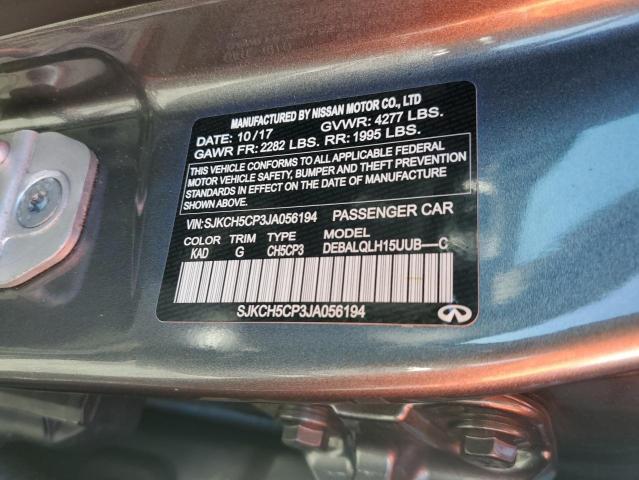 MANUFACTURED BY NISSAN MOTOR CO., LTD
DATE: 10/17 GVWR: 4277 LBS.
GAWR FR: 2282 LBS. RR: 1995 LBS.
THIS VEHICLE CONFORMS TO ALL APPLICABLE FEDERAL
MOTOR VEHICLE SAFETY, BUMPER AND THEFT PREVENTION
STANDARDS IN EFFECT ON THE DATE OF MANUFACTURE
SHOWN ABOVE.
VIN: SJKCH5CP3JA056194 PASSENGER CAR
COLOR TRIM TYPE MODEL
KAD G CH5CP3 DEBALQLH15UUB—C
SJKCH5CP3JA056194